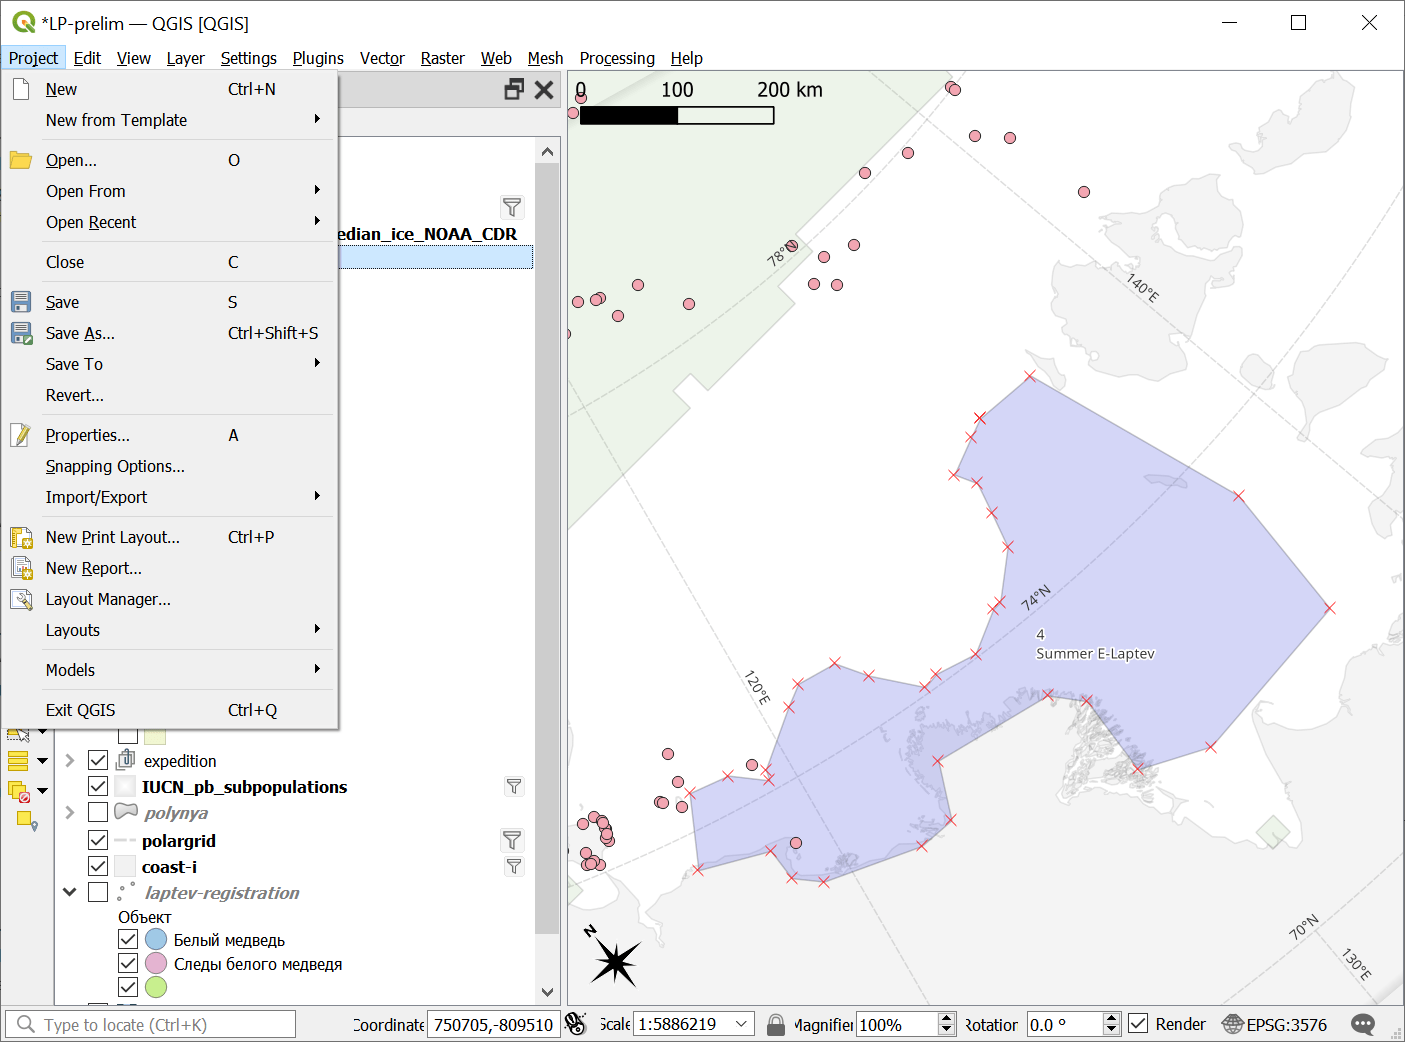 *LP-prelim — QGIS [QGIS]
Project Edit View Layer Settings Plugins Vector Raster Web Mesh Processing Help
New Ctrl+N
New from Template
Open... O
Open From
Open Recent
Close C
Save S
Save As... Ctrl+Shift+S
Save To
Revert...
Properties... A
Snapping Options...
Import/Export
New Print Layout... Ctrl+P
New Report...
Layout Manager...
Layouts
Models
Exit QGIS Ctrl+Q
edian_ice_NOAA_CDR
expedition
IUCN_pb_subpopulations
polynya
polargrid
coast-i
laptev-registration
Объект
Белый медведь
Следы белого медведя
0 100 200 km
78°N
140°E
74°N
4
Summer E-Laptev
120°E
70°N
130°E
N
Type to locate (Ctrl+K) Coordinate 750705,-809510 Scale 1:5886219 Magnifier 100% Rotation 0.0 ° Render EPSG:3576